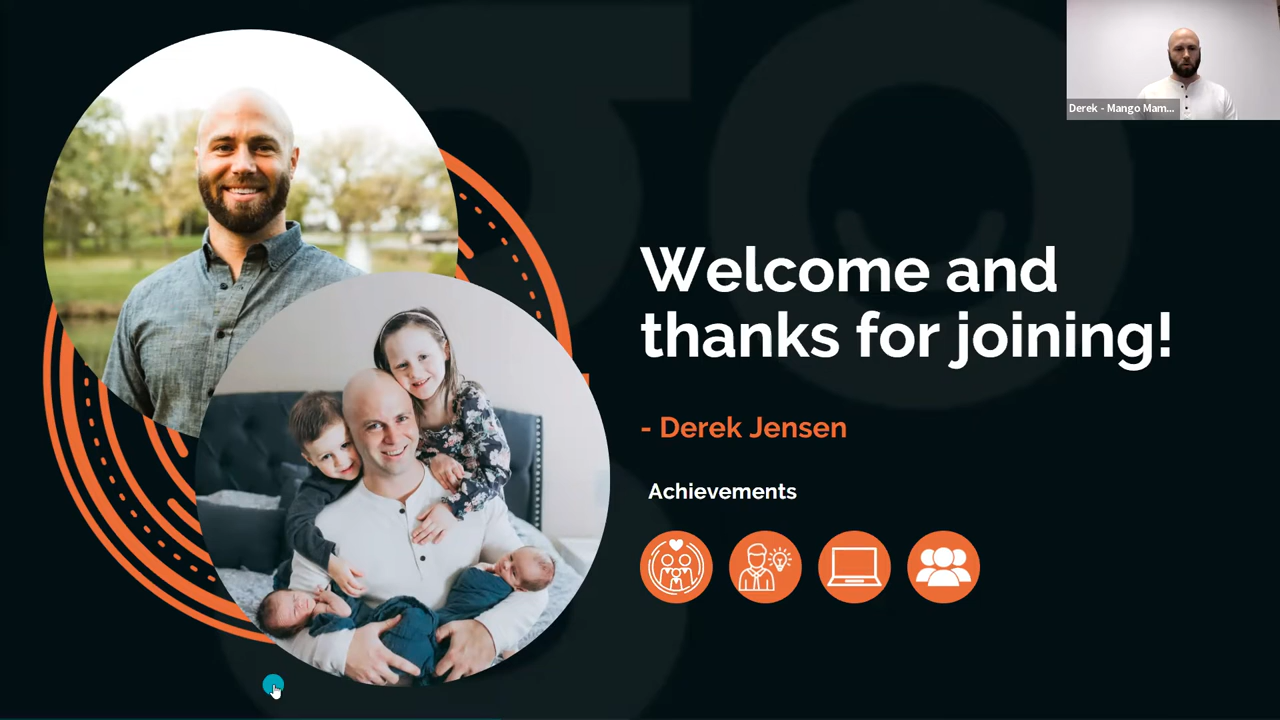 Derek - Mango Mam...
Welcome and
thanks for joining!
- Derek Jensen
Achievements